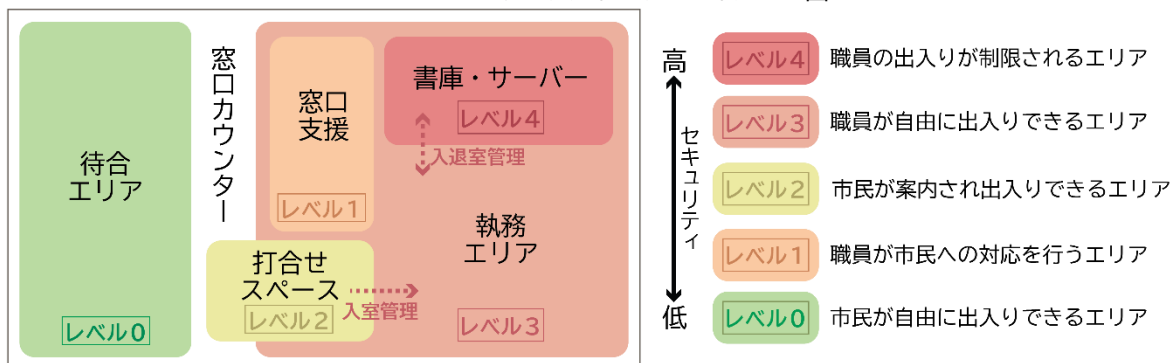 待合
エリア
レベル0
窓口カウンター
窓口
支援
レベル1
書庫・サーバー
レベル4
入退室管理
執務
エリア
レベル3
打合せ
スペース
レベル2
入室管理
高
セキュリティ
低
レベル4 職員の出入りが制限されるエリア
レベル3 職員が自由に出入りできるエリア
レベル2 市民が案内され出入りできるエリア
レベル1 職員が市民への対応を行うエリア
レベル0 市民が自由に出入りできるエリア